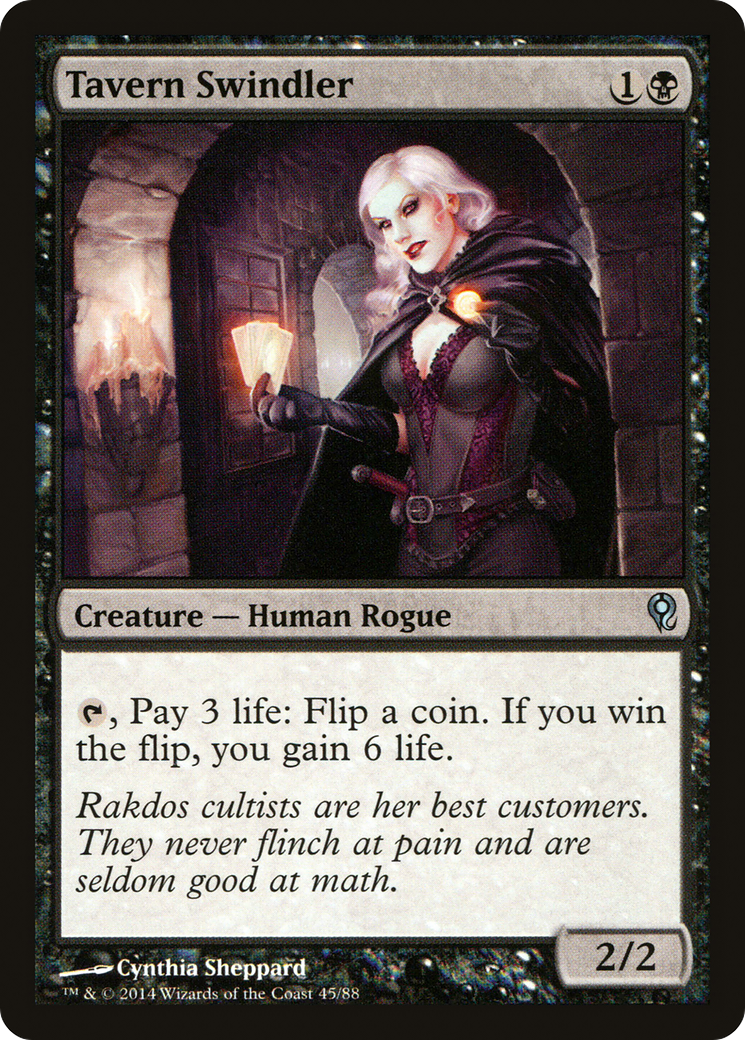 Tavern Swindler 1
Creature — Human Rogue
, Pay 3 life: Flip a coin. If you win
the flip, you gain 6 life.
Rakdos cultists are her best customers.
They never flinch at pain and are
seldom good at math.
2/2
Cynthia Sheppard
™ & © 2014 Wizards of the Coast 45/88